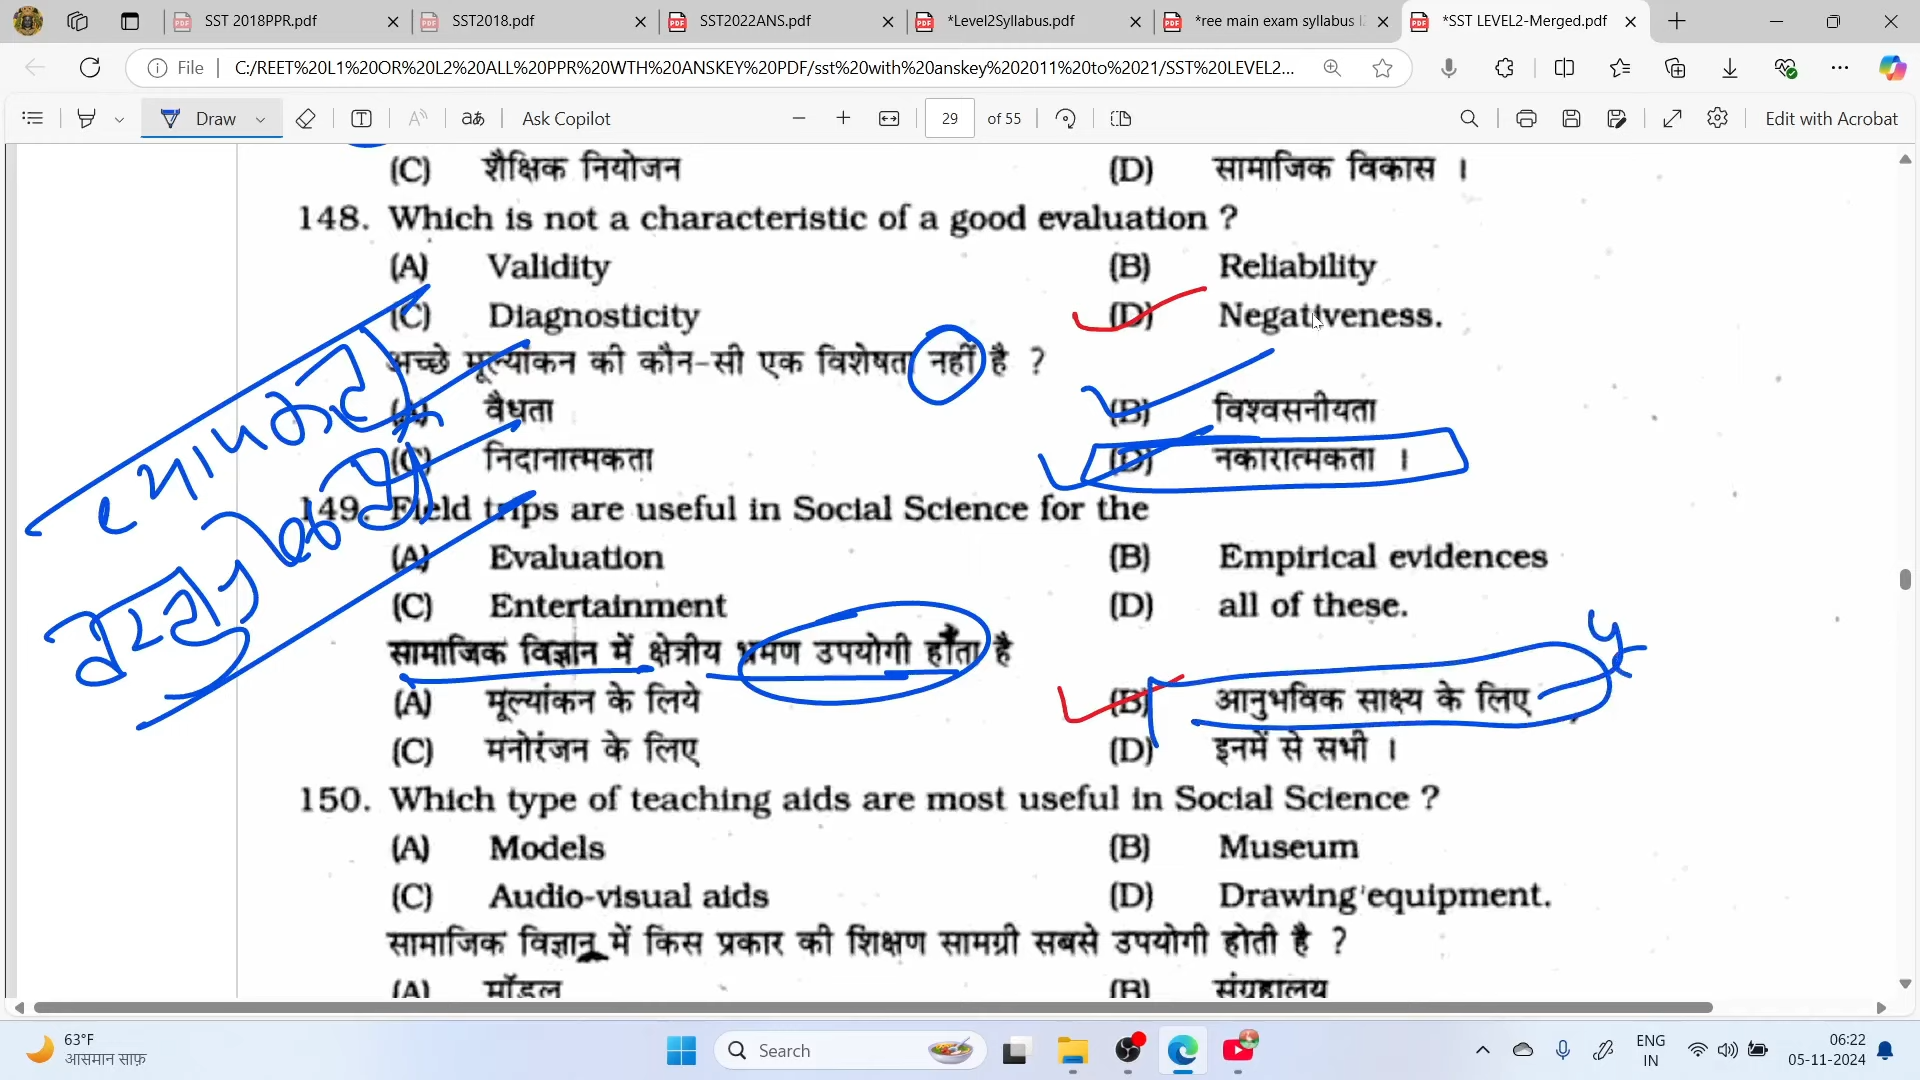 SST 2018PPR.pdf
SST2018.pdf
SST2022ANS.pdf
*Level2Syllabus.pdf
*ree main exam syllabus l2
*SST LEVEL2-Merged.pdf
File
C:/REET%20L1%20OR%20L2%20ALL%20PPR%20WTH%20ANSKEY%20PDF/sst%20with%20anskey%202011%20to%2021/SST%20LEVEL2...
Draw
aあ
Ask Copilot
29 of 55
Edit with Acrobat
(C) शैक्षिक नियोजन (D) सामाजिक विकास ।
148. Which is not a characteristic of a good evaluation ?
(A) Validity (B) Reliability
(C) Diagnosticity (D) Negativeness.
अच्छे मूल्यांकन की कौन-सी एक विशेषता नहीं है ?
(A) वैधता (B) विश्वसनीयता
(C) निदानात्मकता (D) नकारात्मकता ।
149. Field trips are useful in Social Science for the
(A) Evaluation (B) Empirical evidences
(C) Entertainment (D) all of these.
सामाजिक विज्ञान में क्षेत्रीय भ्रमण उपयोगी होता है
(A) मूल्यांकन के लिये (B) आनुभविक साक्ष्य के लिए
(C) मनोरंजन के लिए (D) इनमें से सभी ।
150. Which type of teaching aids are most useful in Social Science ?
(A) Models (B) Museum
(C) Audio-visual aids (D) Drawing equipment.
सामाजिक विज्ञान में किस प्रकार की शिक्षण सामग्री सबसे उपयोगी होती है ?
(A) मॉडल (B) संग्रहालय
63°F
आसमान साफ़
Search
ENG
IN
06:22
05-11-2024